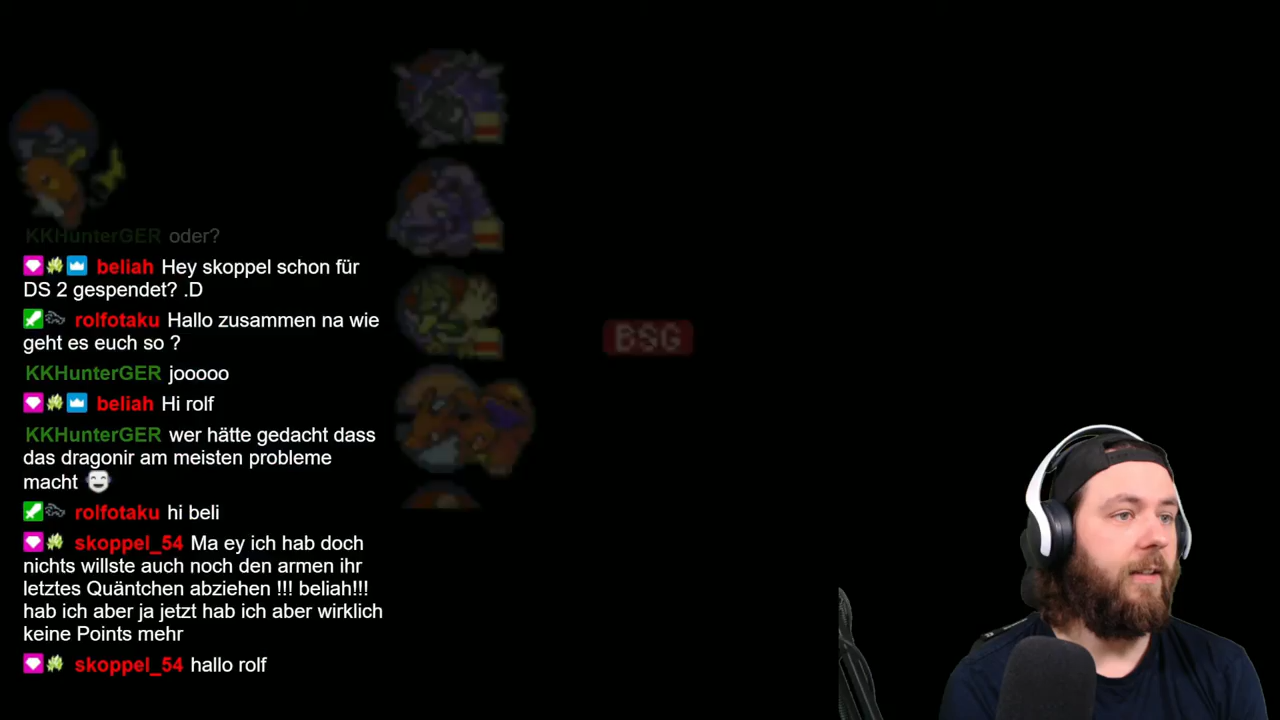 KKHunterGER oder?
beliah Hey skoppel schon für
DS 2 gespendet? .D
rolfotaku Hallo zusammen na wie
geht es euch so ?
KKHunterGER jooooo
beliah Hi rolf
KKHunterGER wer hätte gedacht dass
das dragonir am meisten probleme
macht
rolfotaku hi beli
skoppel_54 Ma ey ich hab doch
nichts willste auch noch den armen ihr
letztes Quäntchen abziehen !!! beliah!!!
hab ich aber ja jetzt hab ich aber wirklich
keine Points mehr
skoppel_54 hallo rolf
BSG